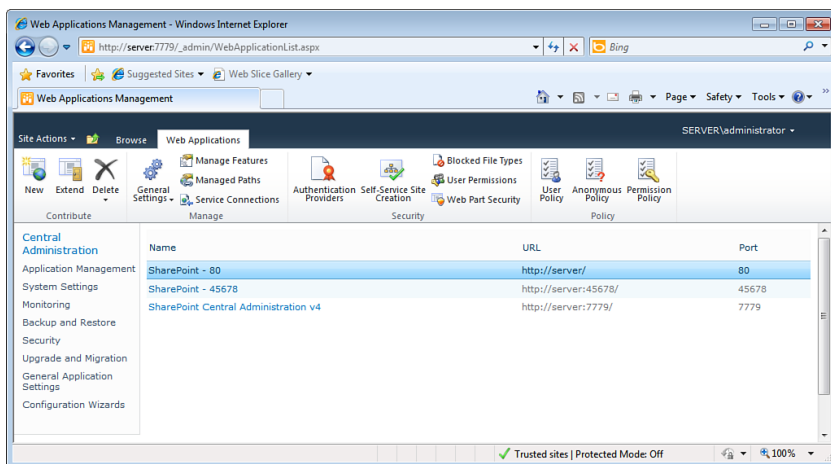 Web Applications Management - Windows Internet Explorer
http://server:7779/_admin/WebApplicationList.aspx
Bing
Favorites Suggested Sites Web Slice Gallery
Web Applications Management
Page Safety Tools
Site Actions Browse Web Applications SERVER\administrator
New Extend Delete
General Settings
Manage Features
Managed Paths
Service Connections
Authentication Providers
Self-Service Site Creation
Blocked File Types
User Permissions
Web Part Security
User Policy
Anonymous Policy
Permission Policy
Contribute Manage Security Policy
Central Administration
Application Management
System Settings
Monitoring
Backup and Restore
Security
Upgrade and Migration
General Application Settings
Configuration Wizards
Name URL Port
SharePoint - 80 http://server/ 80
SharePoint - 45678 http://server:45678/ 45678
SharePoint Central Administration v4 http://server:7779/ 7779
Trusted sites | Protected Mode: Off 100%